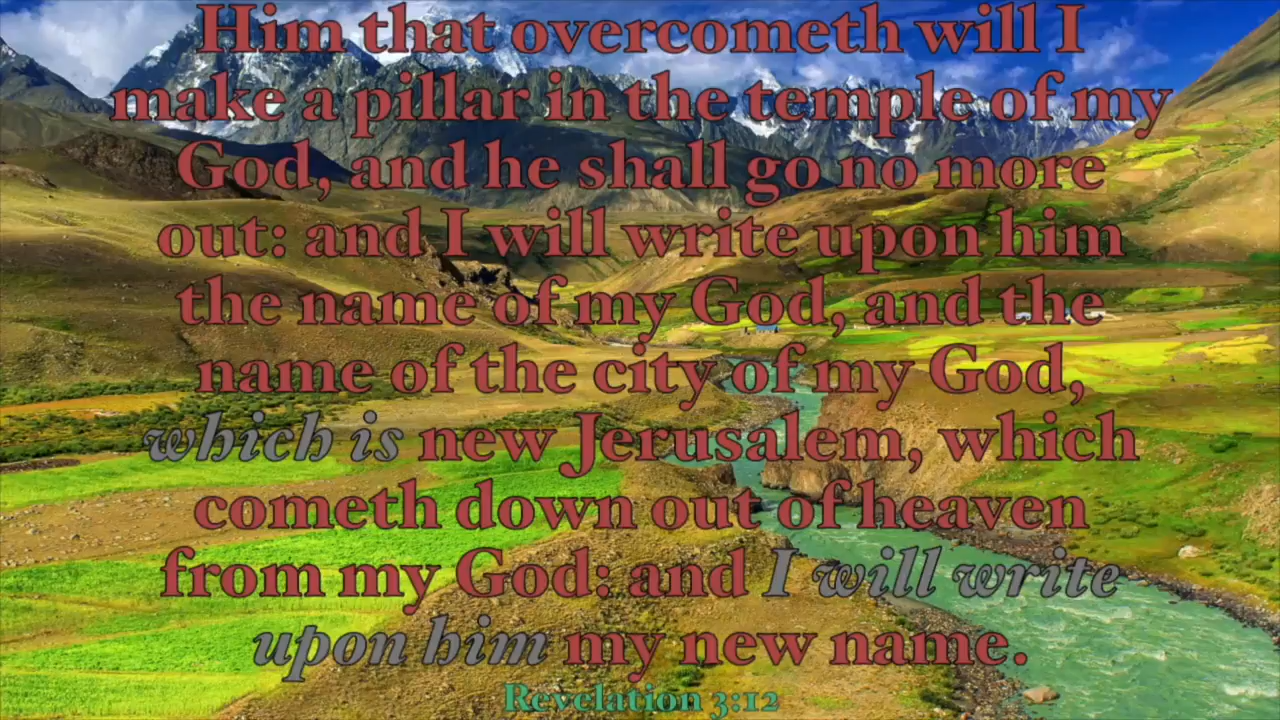 Him that overcometh will I
make a pillar in the temple of my
God, and he shall go no more
out: and I will write upon him
the name of my God, and the
name of the city of my God,
which is new Jerusalem, which
cometh down out of heaven
from my God: and I will write
upon him my new name.
Revelation 3:12